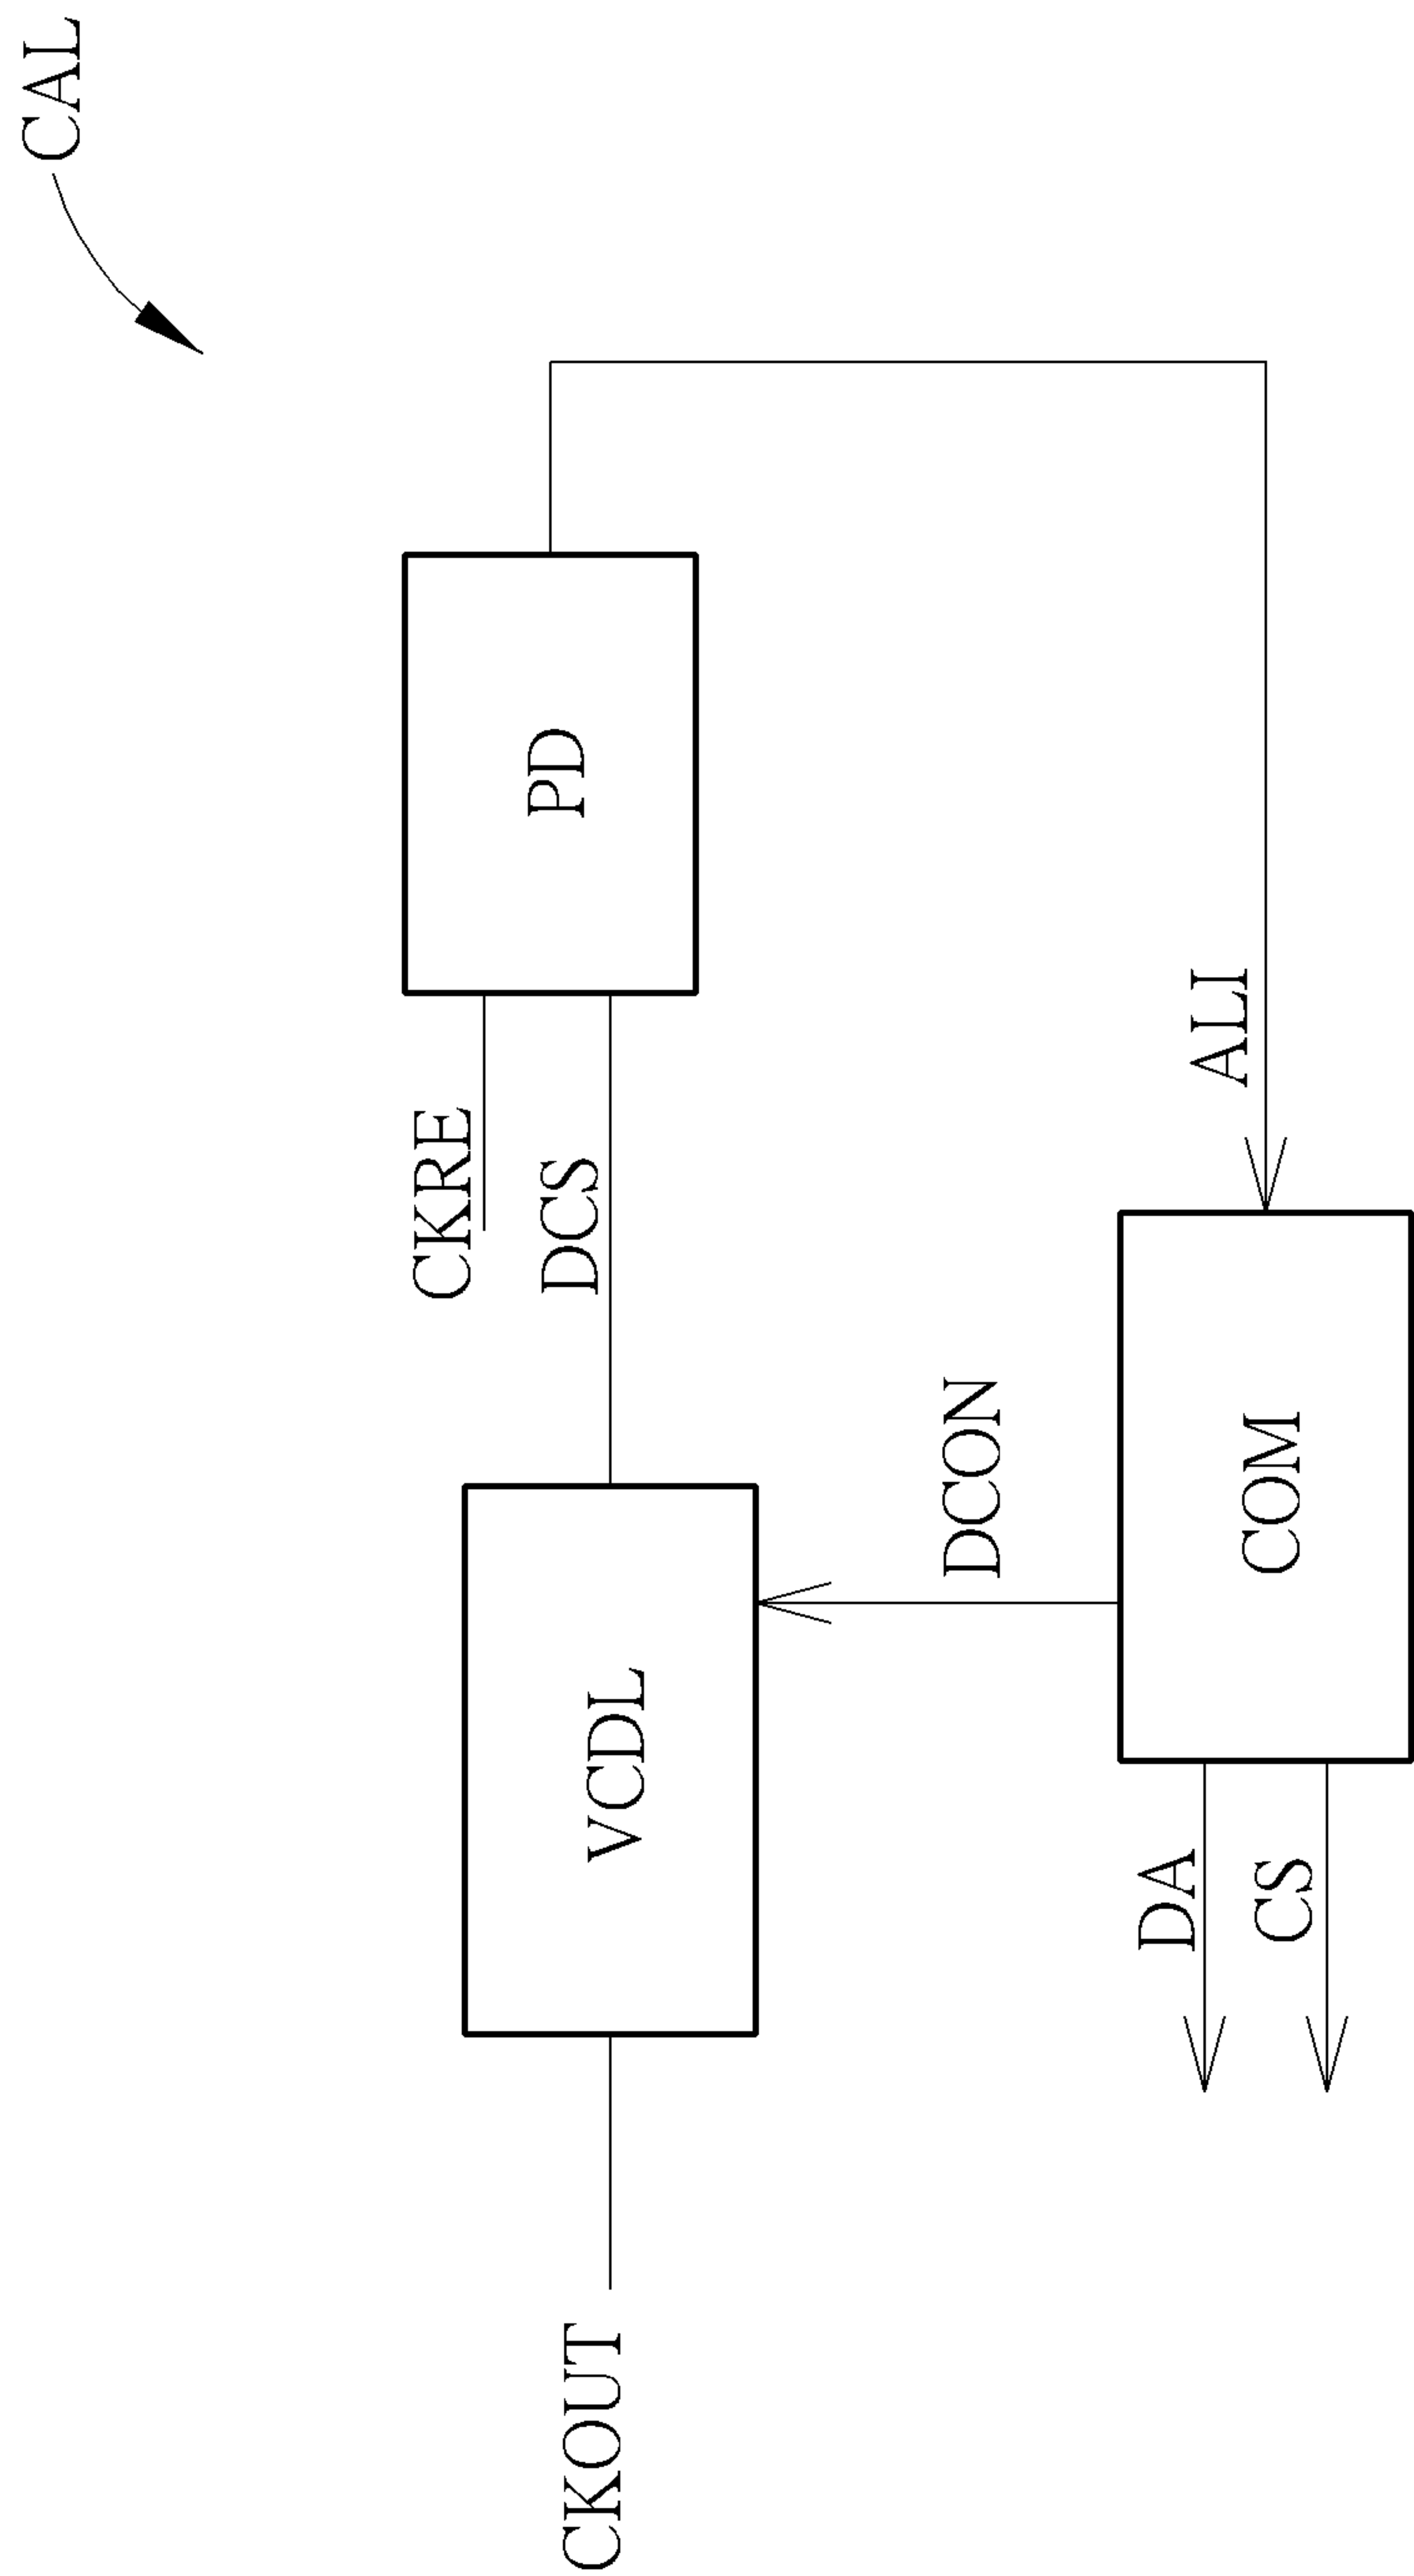 CAL
CKRE
PD
DCS
CKOUT
VCDL
DCON
ALI
DA
COM
CS